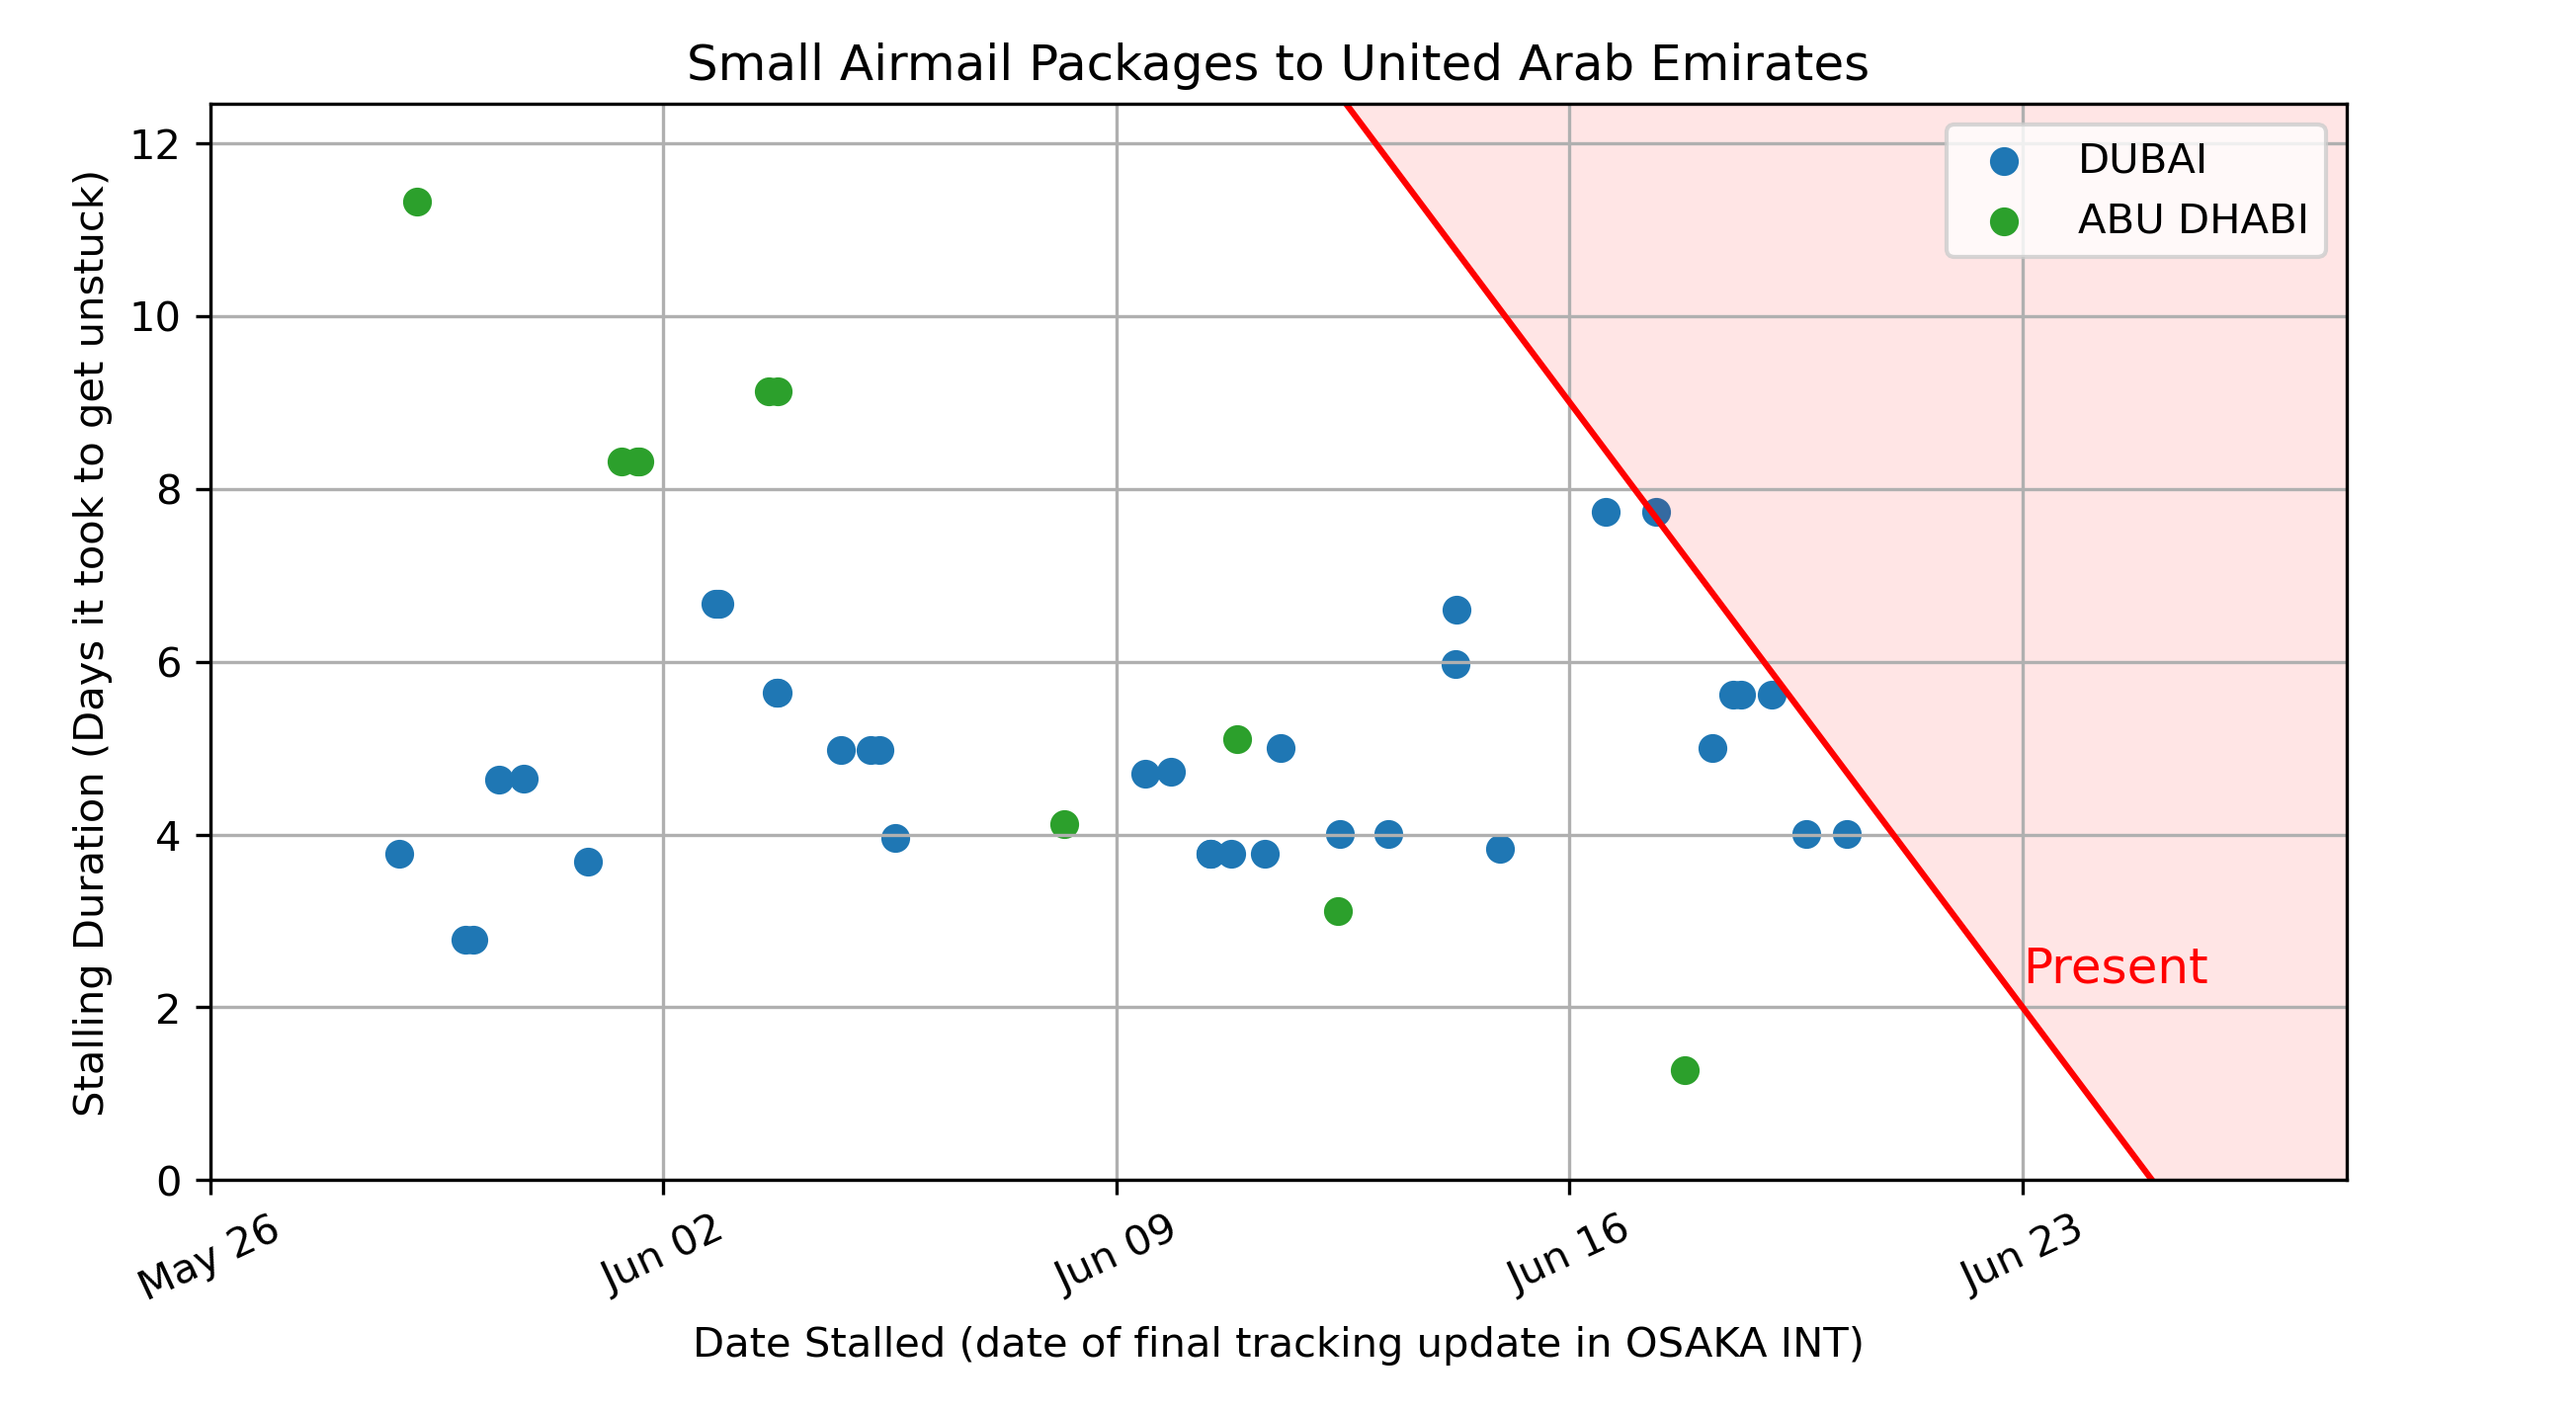 Small Airmail Packages to United Arab Emirates
Stalling Duration (Days it took to get unstuck)
12
10
8
6
4
2
0
DUBAI
ABU DHABI
Present
May 26
Jun 02
Jun 09
Jun 16
Jun 23
Date Stalled (date of final tracking update in OSAKA INT)